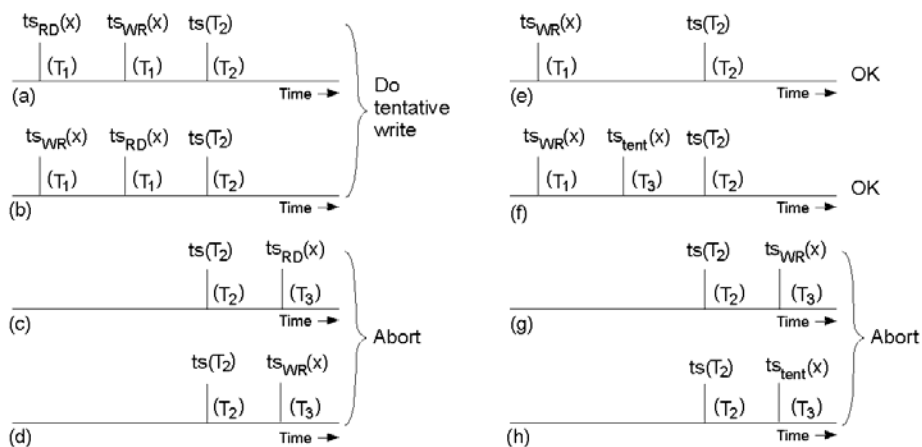 ts_RD(x) ts_WR(x) ts(T_2)
(T_1) (T_1) (T_2)
(a) Time
ts_WR(x) ts_RD(x) ts(T_2)
(T_1) (T_1) (T_2)
(b) Time
Do
tentative
write
ts(T_2) ts_RD(x)
(T_2) (T_3)
(c) Time
ts(T_2) ts_WR(x)
(T_2) (T_3)
(d) Time
Abort
ts_WR(x) ts(T_2)
(T_1) (T_2)
(e) Time
OK
ts_WR(x) ts_tent(x) ts(T_2)
(T_1) (T_3) (T_2)
(f) Time
OK
ts(T_2) ts_WR(x)
(T_2) (T_3)
(g) Time
ts(T_2) ts_tent(x)
(T_2) (T_3)
(h) Time
Abort